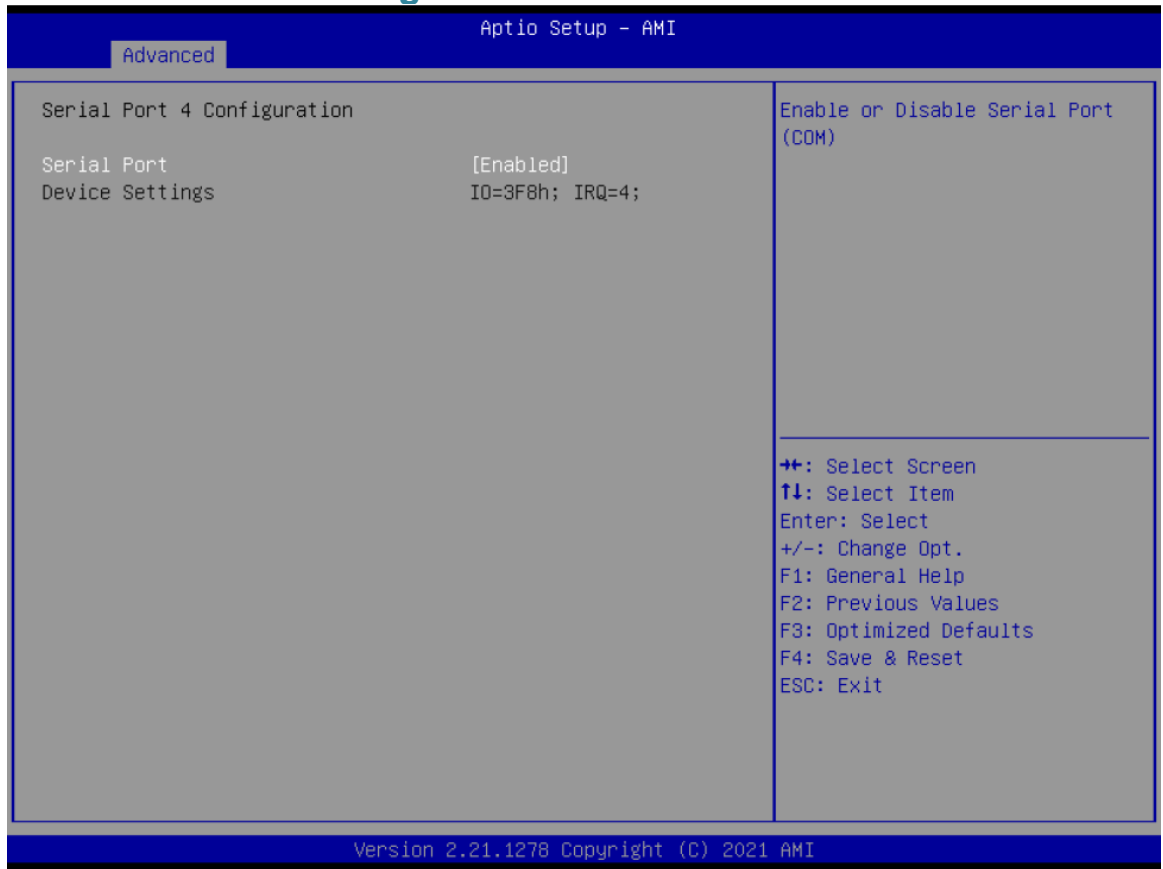 Aptio Setup – AMI
Advanced
Serial Port 4 Configuration
Serial Port [Enabled]
Device Settings IO=3F8h; IRQ=4;
Enable or Disable Serial Port
(COM)
→←: Select Screen
↑↓: Select Item
Enter: Select
+/-: Change Opt.
F1: General Help
F2: Previous Values
F3: Optimized Defaults
F4: Save & Reset
ESC: Exit
Version 2.21.1278 Copyright (C) 2021 AMI